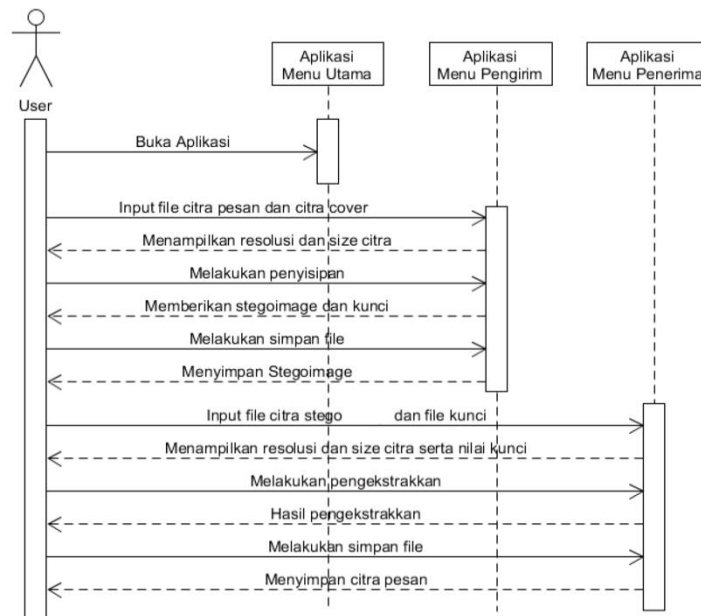 Aplikasi
Menu Utama
Aplikasi
Menu Pengirim
Aplikasi
Menu Penerima
User
Buka Aplikasi
Input file citra pesan dan citra cover
Menampilkan resolusi dan size citra
Melakukan penyisipan
Memberikan stegoimage dan kunci
Melakukan simpan file
Menyimpan Stegoimage
Input file citra stego dan file kunci
Menampilkan resolusi dan size citra serta nilai kunci
Melakukan pengekstrakkan
Hasil pengekstrakkan
Melakukan simpan file
Menyimpan citra pesan